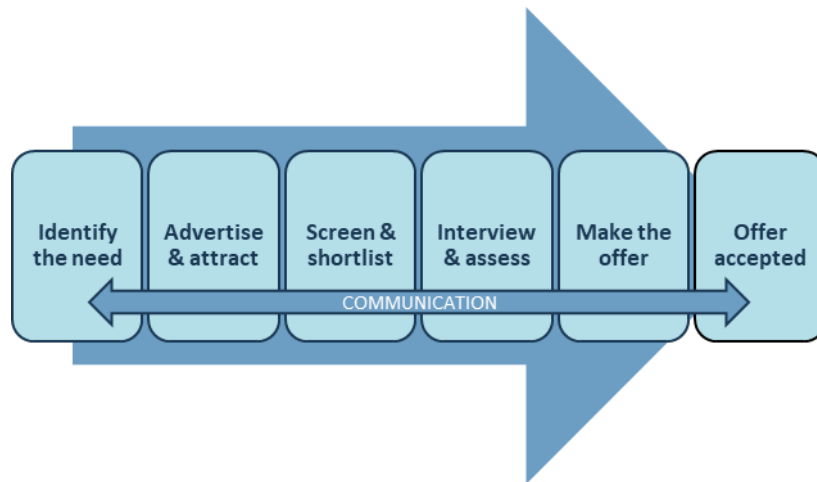 Identify
the need
Advertise
& attract
Screen &
shortlist
Interview
& assess
Make the
offer
Offer
accepted
COMMUNICATION